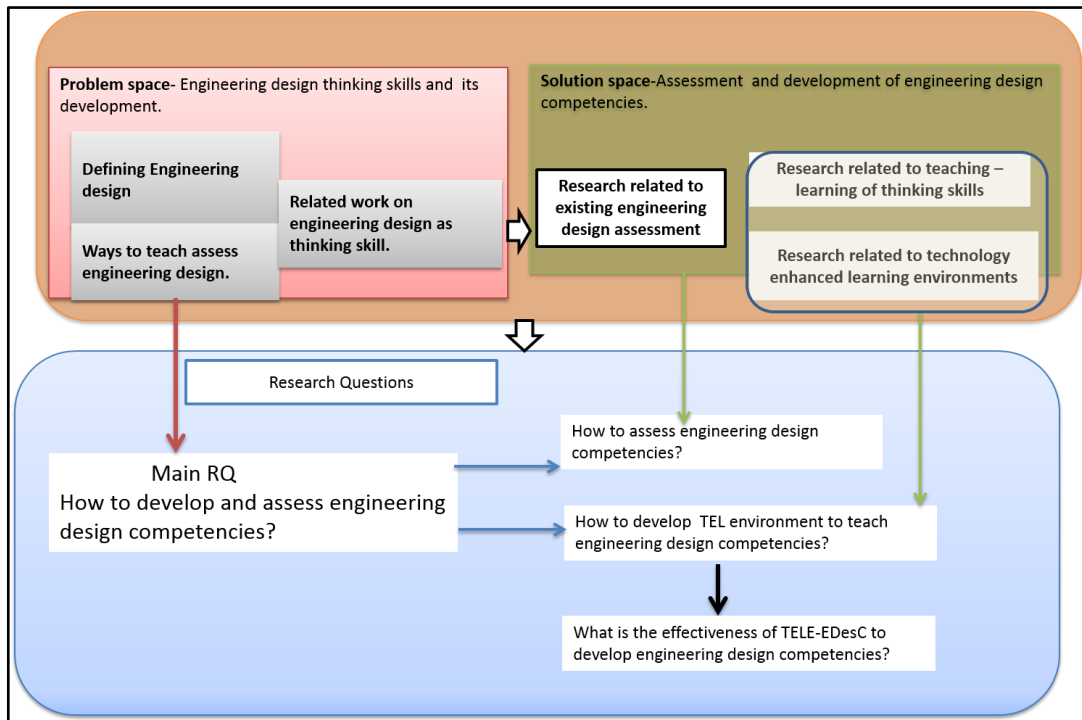 Problem space- Engineering design thinking skills and its
development.
Defining Engineering
design
Ways to teach assess
engineering design.
Related work on
engineering design as
thinking skill.
Solution space-Assessment and development of engineering design
competencies.
Research related to
existing engineering
design assessment
Research related to teaching –
learning of thinking skills
Research related to technology
enhanced learning environments
Research Questions
Main RQ
How to develop and assess engineering
design competencies?
How to assess engineering design
competencies?
How to develop TEL environment to teach
engineering design competencies?
What is the effectiveness of TELE-EDesC to
develop engineering design competencies?